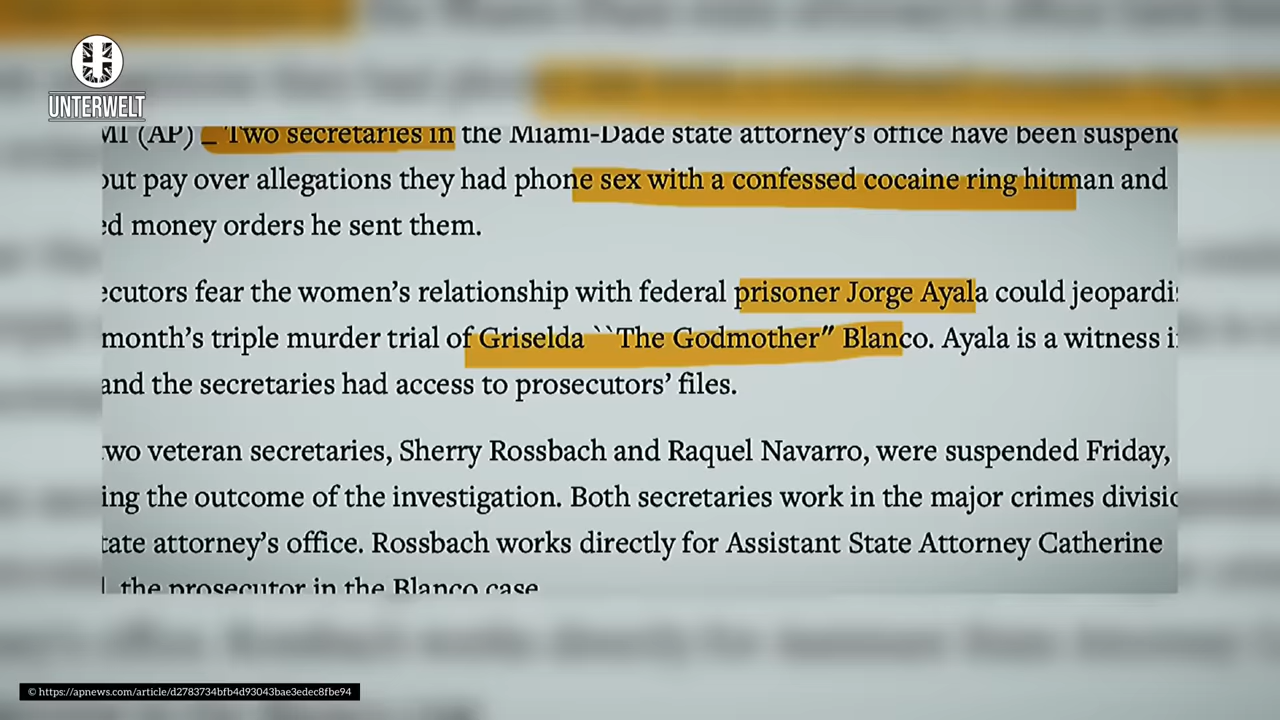 UNTERWELT
MI (AP) _ Two secretaries in the Miami-Dade state attorney's office have been suspend
out pay over allegations they had phone sex with a confessed cocaine ring hitman and
ed money orders he sent them.
ecutors fear the women's relationship with federal prisoner Jorge Ayala could jeopardi
month's triple murder trial of Griselda ``The Godmother″ Blanco. Ayala is a witness i
and the secretaries had access to prosecutors' files.
two veteran secretaries, Sherry Rossbach and Raquel Navarro, were suspended Friday,
ing the outcome of the investigation. Both secretaries work in the major crimes divisio
tate attorney's office. Rossbach works directly for Assistant State Attorney Catherine
, the prosecutor in the Blanco case
© https://apnews.com/article/d2783734bfb4d93043bae3edec8fbe94